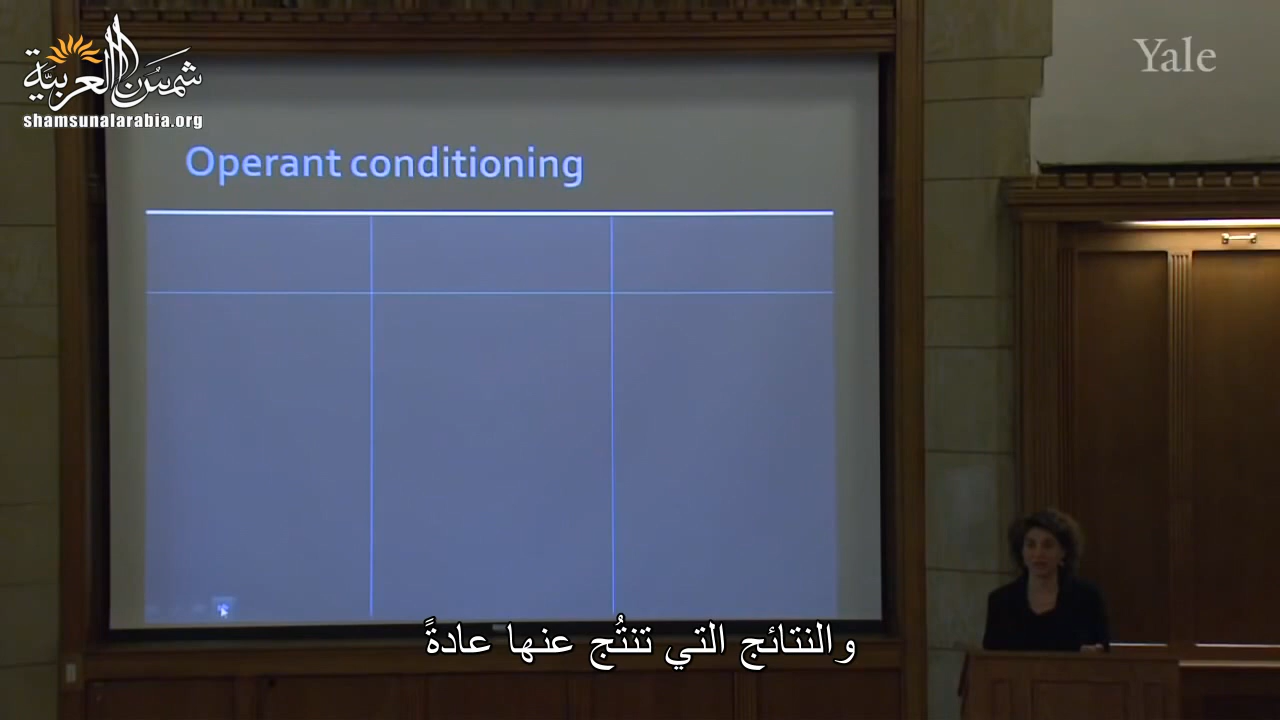 شمس العربية
shamsunalarabia.org
Yale
Operant conditioning
والنتائج التي تنتُج عنها عادةً